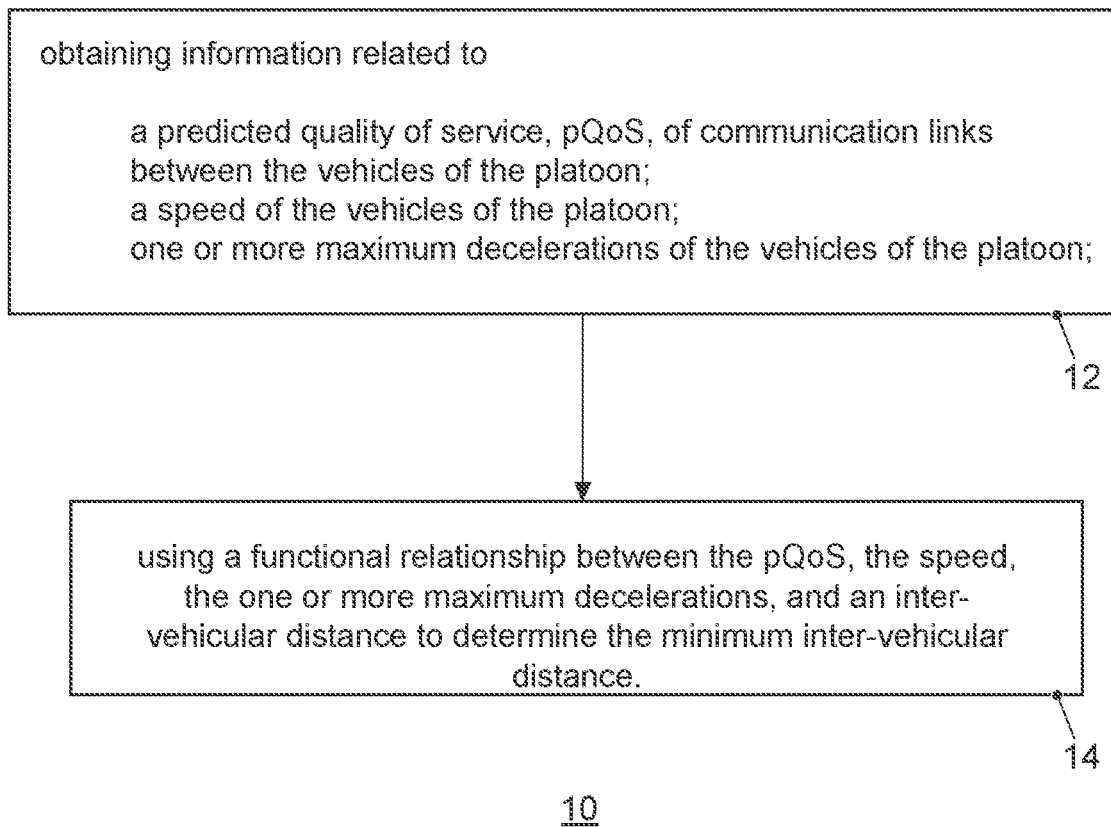 obtaining information related to
a predicted quality of service, pQoS, of communication links
between the vehicles of the platoon;
a speed of the vehicles of the platoon;
one or more maximum decelerations of the vehicles of the platoon;
12
using a functional relationship between the pQoS, the speed,
the one or more maximum decelerations, and an inter-
vehicular distance to determine the minimum inter-vehicular
distance.
14
10